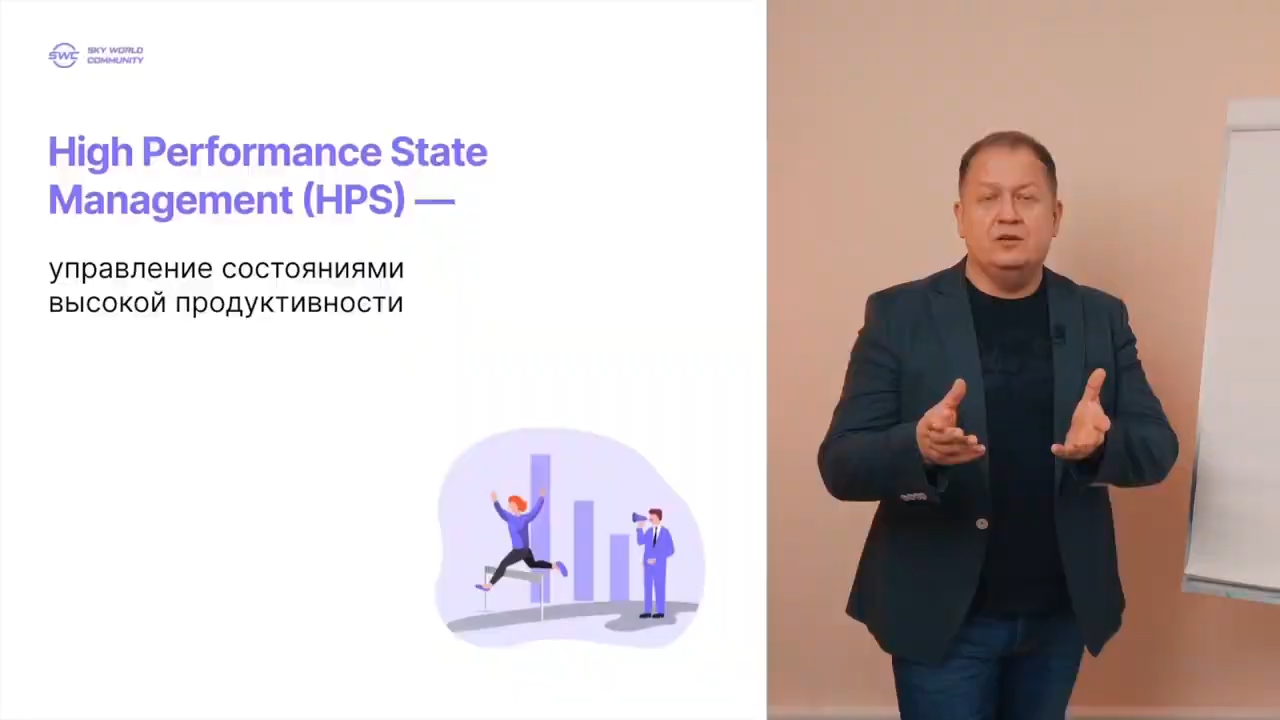 SWC
SKY WORLD
COMMUNITY
High Performance State
Management (HPS) —
управление состояниями
высокой продуктивности